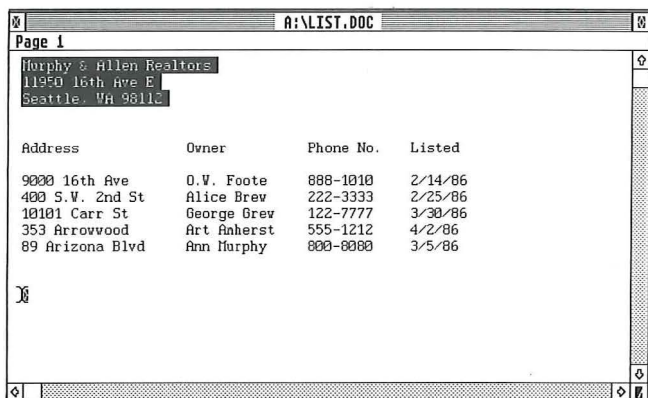 A:\LIST.DOC
Page 1
Murphy & Allen Realtors
11950 16th Ave E
Seattle, WA 98112
Address Owner Phone No. Listed
9000 16th Ave O.W. Foote 888-1010 2/14/86
400 S.W. 2nd St Alice Brew 222-3333 2/25/86
10101 Carr St George Grew 122-7777 3/30/86
353 Arrowwood Art Amherst 555-1212 4/2/86
89 Arizona Blvd Ann Murphy 800-8080 3/5/86